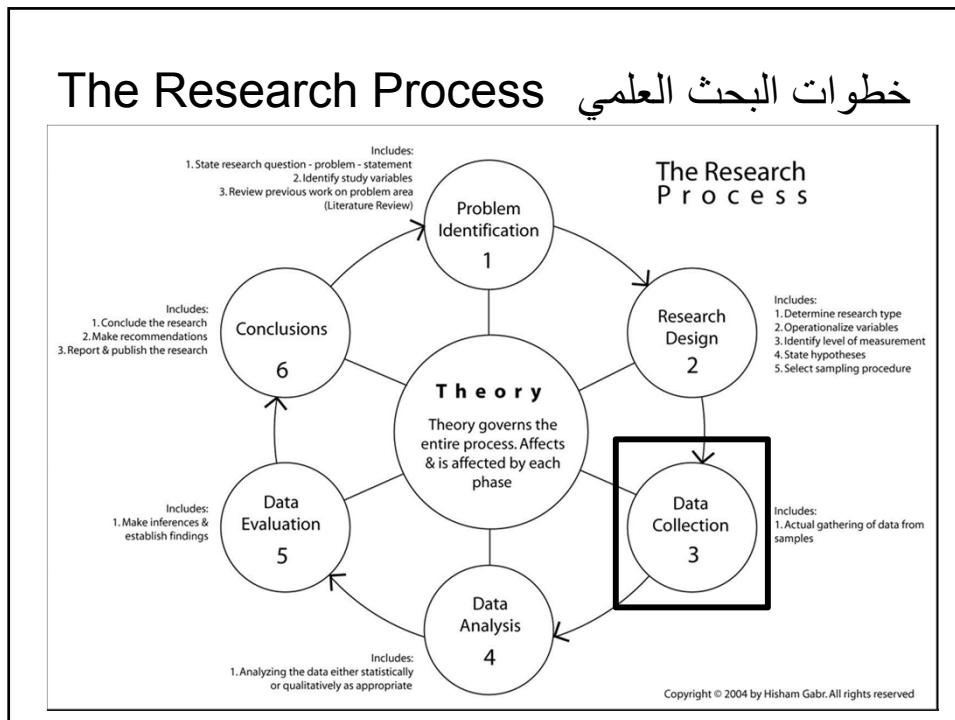 The Research Process خطوات البحث العلمي
The Research
Process
Includes:
1. State research question - problem - statement
2. Identify study variables
3. Review previous work on problem area
(Literature Review)
Problem
Identification
1
Research
Design
2
Includes:
1. Determine research type
2. Operationalize variables
3. Identify level of measurement
4. State hypotheses
5. Select sampling procedure
Data
Collection
3
Includes:
1. Actual gathering of data from
samples
Data
Analysis
4
Includes:
1. Analyzing the data either statistically
or qualitatively as appropriate
Data
Evaluation
5
Includes:
1. Make inferences &
establish findings
Conclusions
6
Includes:
1. Conclude the research
2. Make recommendations
3. Report & publish the research
Theory
Theory governs the
entire process. Affects
& is affected by each
phase
Copyright © 2004 by Hisham Gabr. All rights reserved